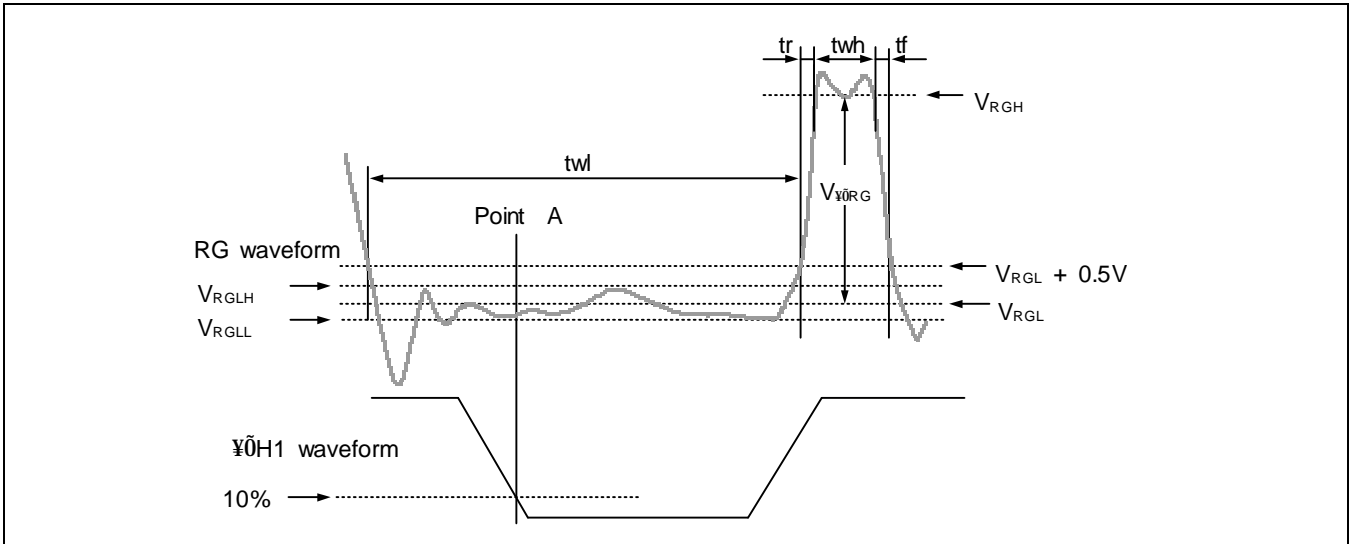 tr twh tf
VRGH
twl
V¥õRG
Point A
RG waveform
VRGL + 0.5V
VRGLH
VRGL
VRGLL
¥õH1 waveform
10%